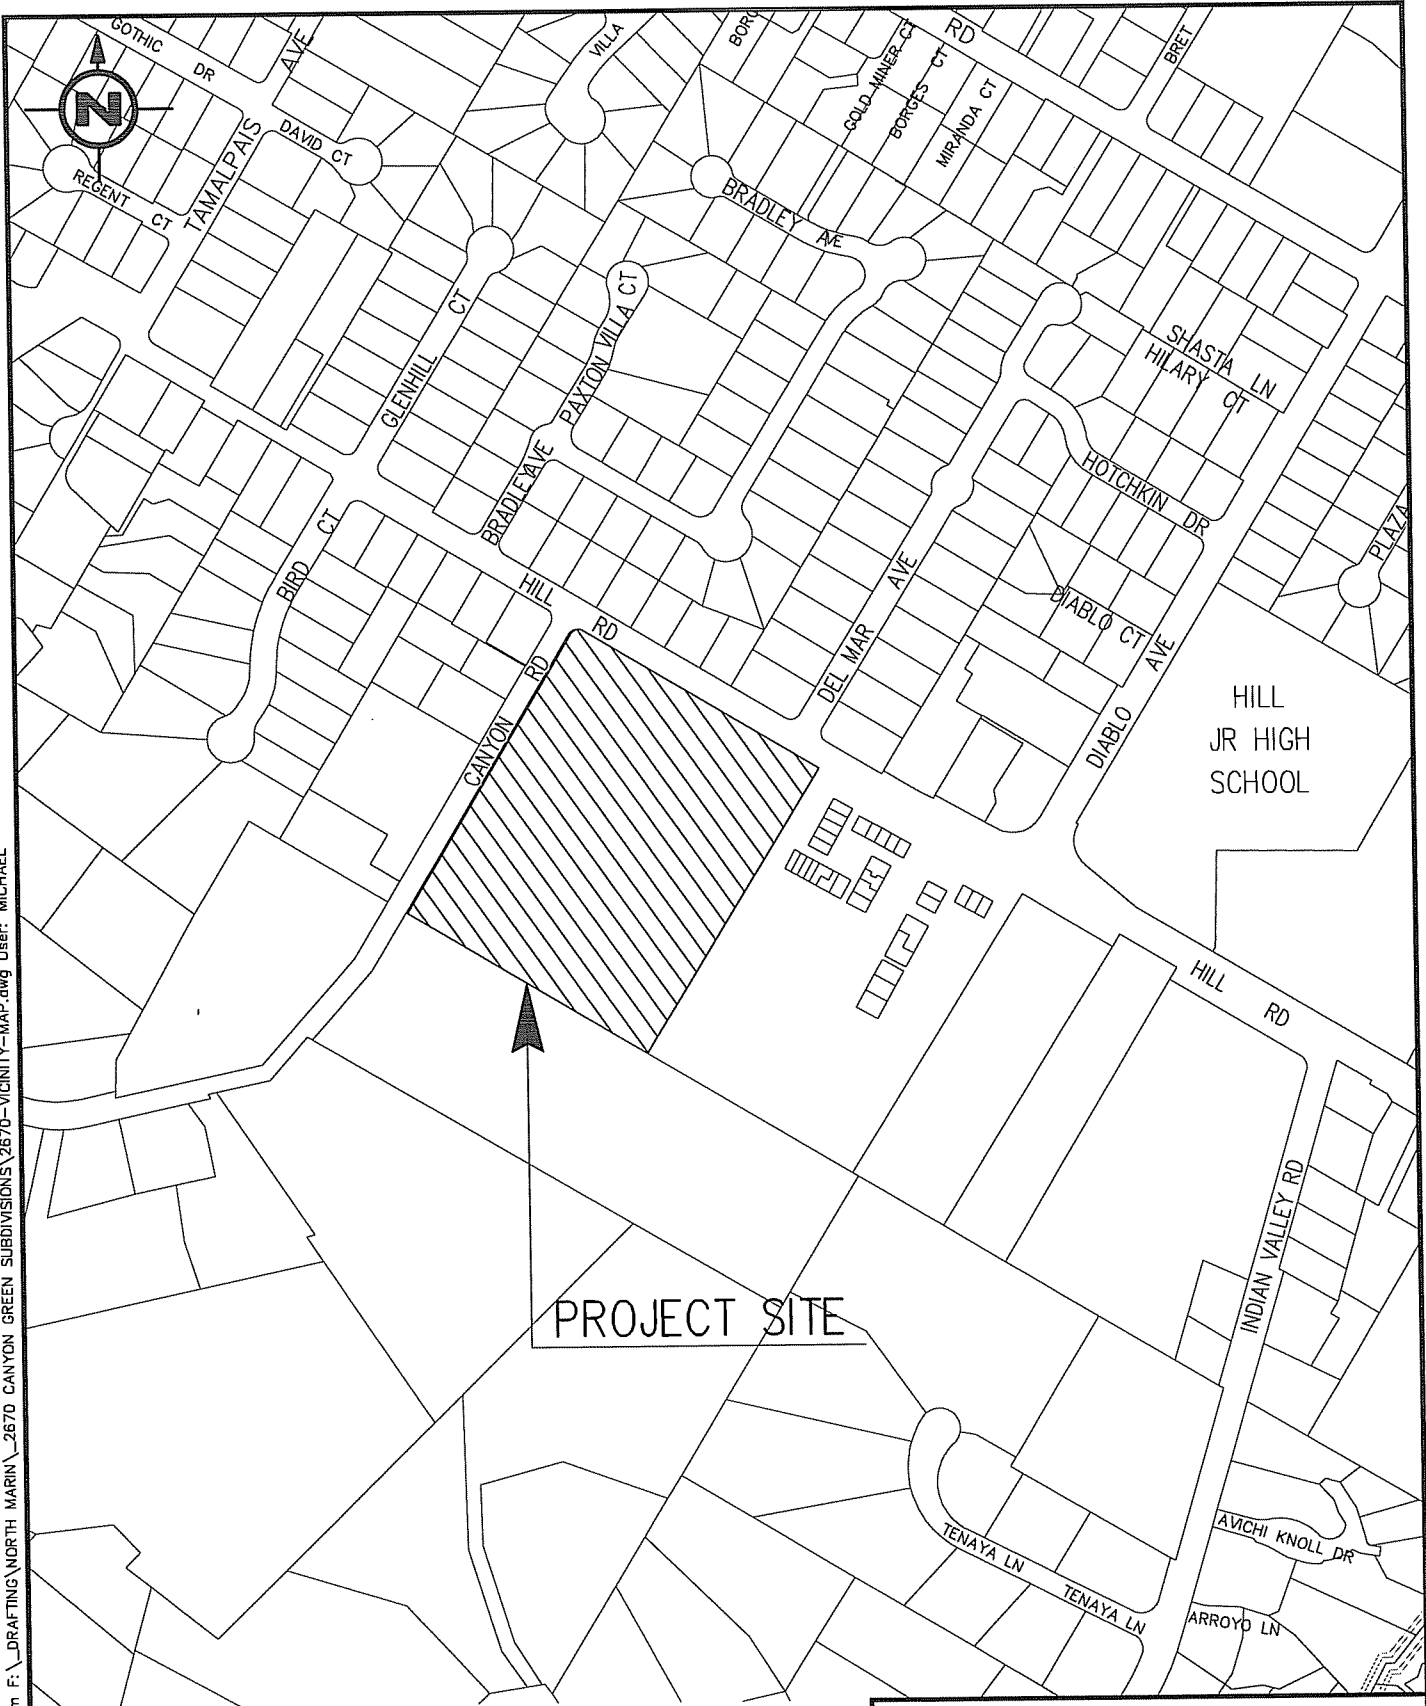 GOTHIC DR
AVE
VILLA
RD
BRET
GOLD MINER CT
BORGES CT
MIRANDA CT
N
DAVID CT
TAMALPAIS
REGENT CT
BRADLEY AVE
GLENHILL CT
PAXTON VILLA CT
SHASTA LN
HILARY CT
BRADLEY AVE
HOTCHKIN DR
PLAZA
BIRD CT
HILL RD
DEL MAR AVE
DIABLO CT
DIABLO AVE
CANYON RD
HILL
JR HIGH
SCHOOL
HILL RD
INDIAN VALLEY RD
PROJECT SITE
TENAYA LN
TENAYA LN
AVICHI KNOLL DR
ARROYO LN
F:\_DRAFTING\NORTH MARIN\_2670 CANYON GREEN SUBDIVISIONS\2670-VICINITY-MAP.dwg User: MICHAEL